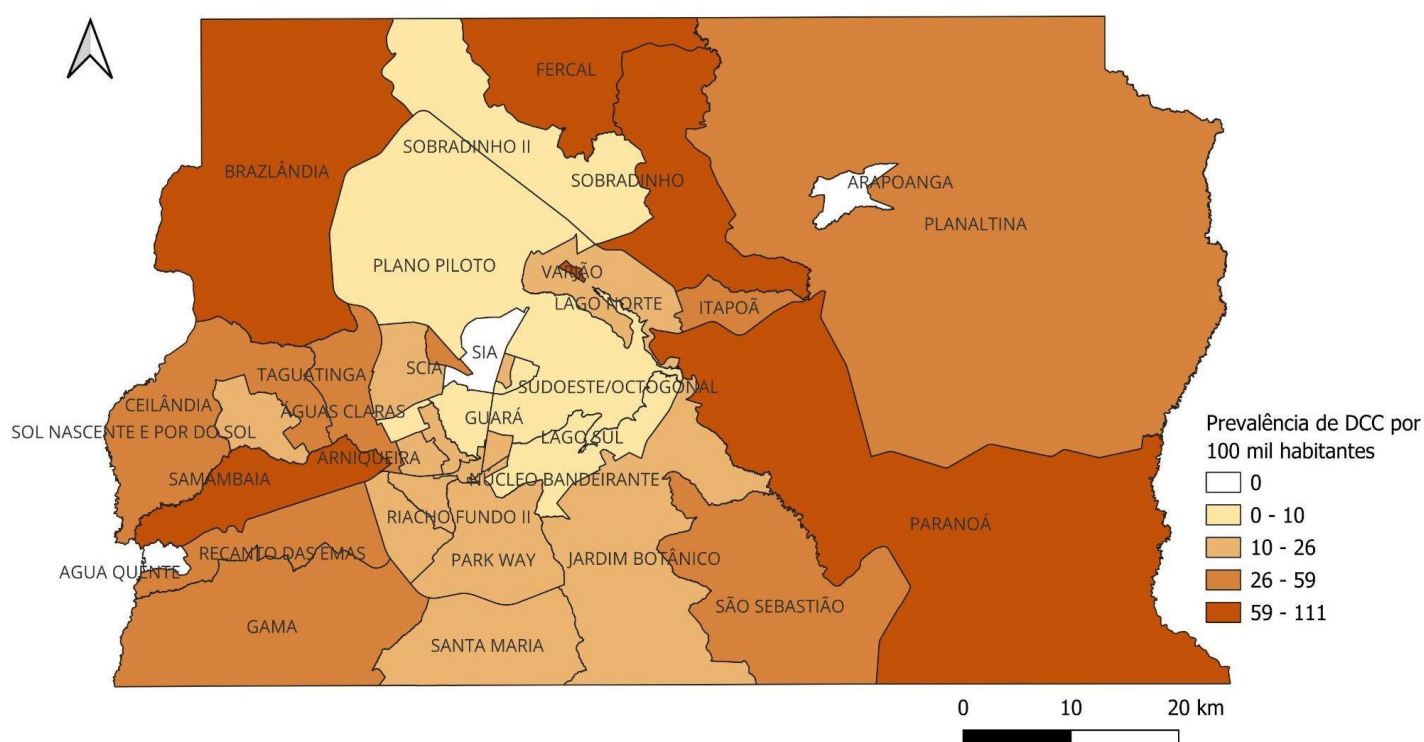 FERCAL
SOBRADINHO II
BRAZLÂNDIA
SOBRADINHO
ARAPOANGA
PLANALTINA
PLANO PILOTO
VARJÃO
LAGO NORTE
ITAPOÃ
SIA
SCIA
TAGUATINGA
SUDOESTE/OCTOGONAL
CEILÂNDIA
ÁGUAS CLARAS
GUARÁ
SOL NASCENTE E POR DO SOL
LAGO SUL
ARNIQUEIRA
SAMAMBAIA
NÚCLEO BANDEIRANTE
RIACHO FUNDO II
PARANOÁ
RECANTO DAS EMAS
PARK WAY
JARDIM BOTÂNICO
AGUA QUENTE
SÃO SEBASTIÃO
GAMA
SANTA MARIA
Prevalência de DCC por
100 mil habitantes
0
0 - 10
10 - 26
26 - 59
59 - 111
0 10 20 km